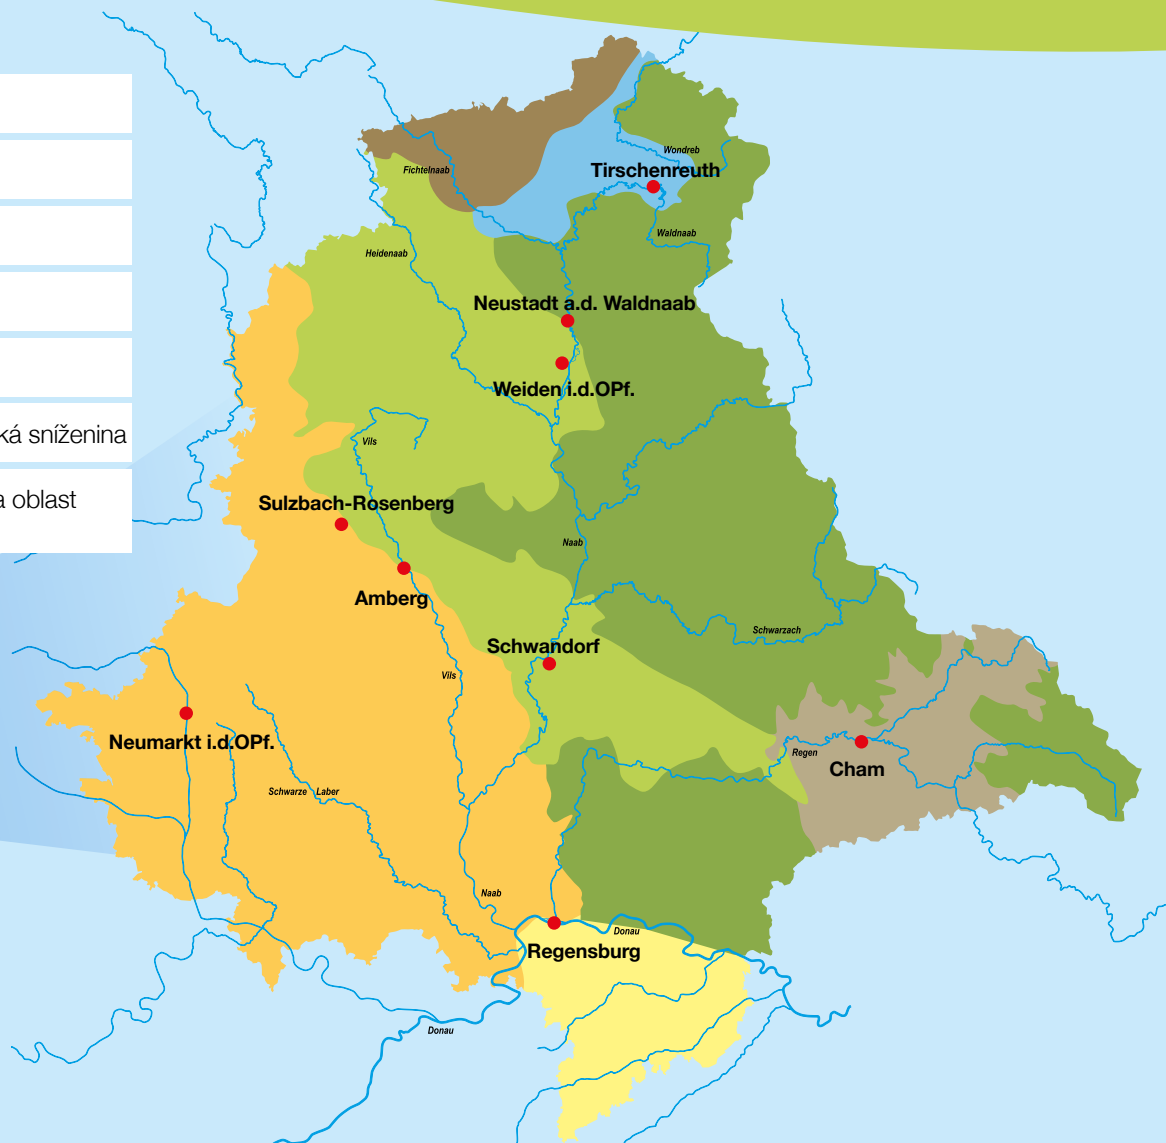 Wondreb
Tirschenreuth
Fichtelnaab
Waldnaab
Heidenaab
Neustadt a.d. Waldnaab
Weiden i.d.OPf.
ká sníženina
Vils
a oblast
Sulzbach-Rosenberg
Naab
Amberg
Schwarzach
Schwandorf
Vils
Neumarkt i.d.OPf.
Regen
Cham
Schwarze Laber
Naab
Donau
Regensburg
Donau